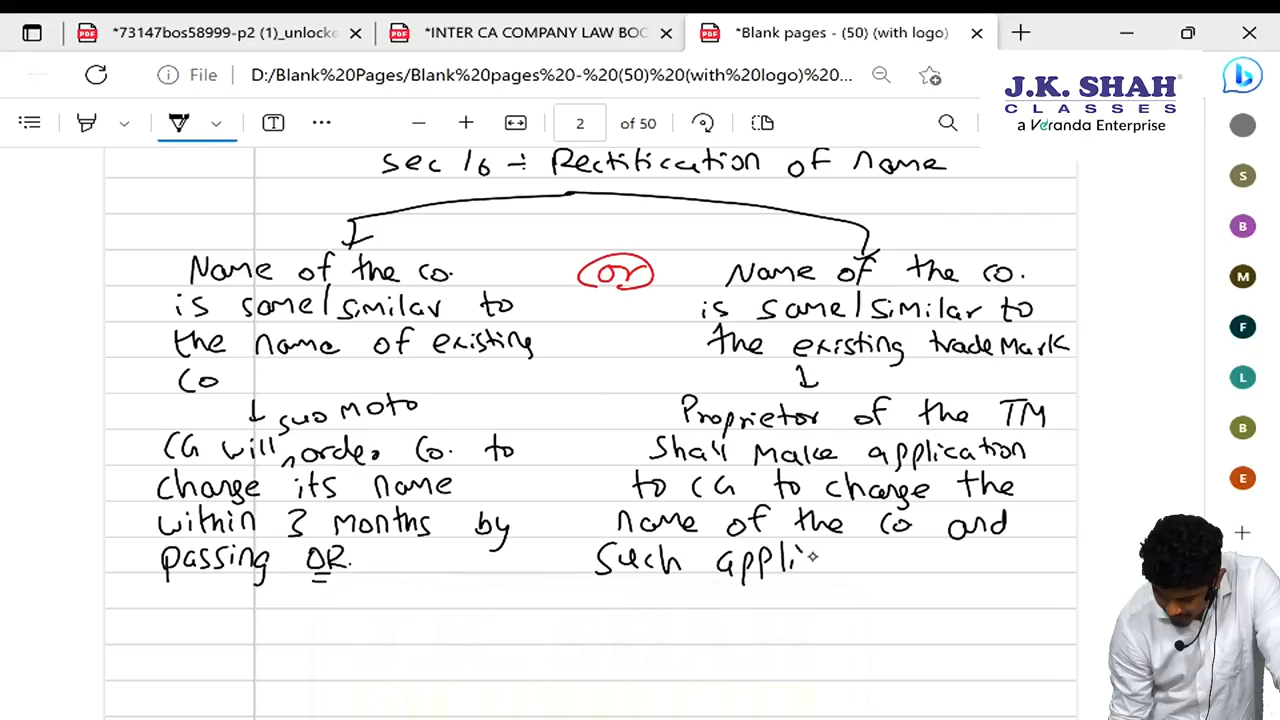 *73147bos58999-p2 (1)_unlocke
*INTER CA COMPANY LAW BOC
*Blank pages - (50) (with logo)
File
D:/Blank%20Pages/Blank%20pages%20-%20(50)%20(with%20logo)%20...
J.K. SHAH
CLASSES
a Veranda Enterprise
2 of 50
Sec 16 ÷ Rectification of name
Name of the co.
is same/similar to
the name of existing
Co
suo moto
CG will order Co. to
change its name
within 3 months by
passing OR.
or
Name of the co.
is same/similar to
the existing trade Mark
Proprietor of the TM
Shall Make application
to CG to change the
name of the co and
Such appli
S
B
M
F
L
B
E
J.K. SHAH